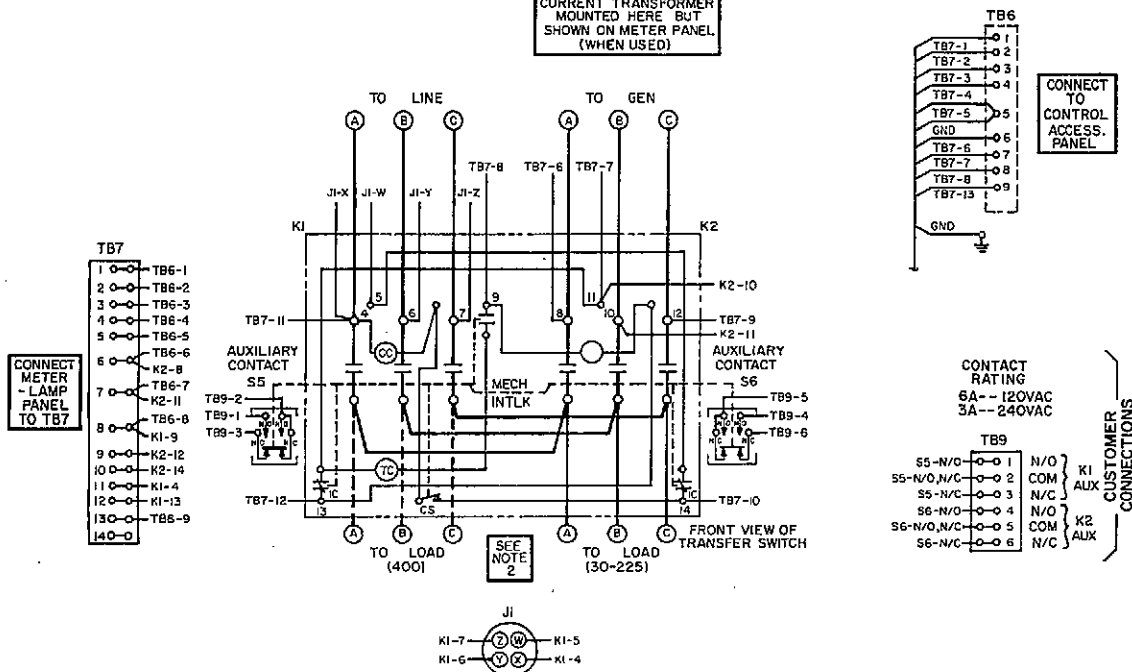 CURRENT TRANSFORMER
MOUNTED HERE BUT
SHOWN ON METER PANEL
(WHEN USED)
TB6
1
TB7-1
2
TB7-2
3
TB7-3
4
TB7-4
TB7-5
5
GND
6
TB7-6
7
TB7-7
8
TB7-8
9
TB7-13
GND
CONNECT
TO
CONTROL
ACCESS.
PANEL
TO LINE
TO GEN
A B C A B C
TB7-8 TB7-6 TB7-7
J1-X J1-W J1-Y J1-Z
K1 K2
TB7
1 TB6-1
2 TB6-2
3 TB6-3
4 TB6-4
5 TB6-5
6 TB6-6
K2-8
7 TB6-7
K2-11
8 TB6-8
K1-9
9 K2-12
10 K2-14
11 K1-4
12 K1-13
13 TB6-9
14
CONNECT
METER
-LAMP
PANEL
TO TB7
K2-10
5 9 11
TB7-11 4 6 7 8 10 12 TB7-9
K2-11
CC
AUXILIARY
CONTACT
S5
MECH
INTLK
AUXILIARY
CONTACT
S6
TB9-2
TB9-1
TB9-3
N O N O
N C N C
TB9-5
TB9-4
TB9-6
N O N O
N C N C
TC
1C 1C
TB7-12 13 CS 14 TB7-10
A B C A B C
TO LOAD
(400)
SEE
NOTE
2
TO LOAD
(30-225)
FRONT VIEW OF
TRANSFER SWITCH
CONTACT
RATING
6A--120VAC
3A--240VAC
TB9
S5-N/O 1 N/O
S5-N/O,N/C 2 COM
S5-N/C 3 N/C
K1
AUX
S6-N/O 4 N/O
S6-N/O,N/C 5 COM
S6-N/C 6 N/C
K2
AUX
CUSTOMER
CONNECTIONS
J1
K1-7 Z W K1-5
K1-6 Y X K1-4